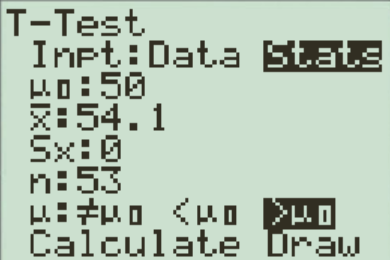 T-Test
Inpt:Data Stats
μ₀:50
x̄:54.1
Sx:0
n:53
μ:≠μ₀ <μ₀ >μ₀
Calculate Draw